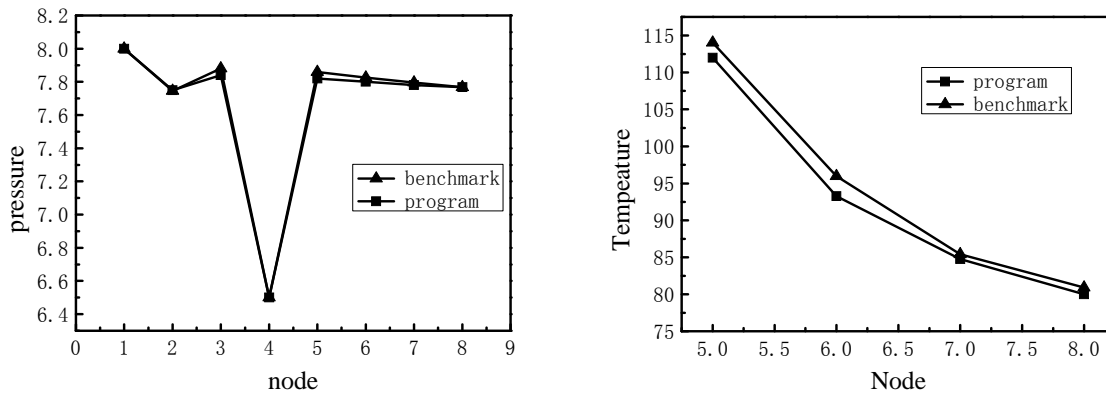 8.2
8.0
7.8
7.6
7.4
7.2
7.0
6.8
6.6
6.4
pressure
benchmark
program
0 1 2 3 4 5 6 7 8 9
node
115
110
105
100
95
90
85
80
75
Tempeature
program
benchmark
5.0 5.5 6.0 6.5 7.0 7.5 8.0
Node